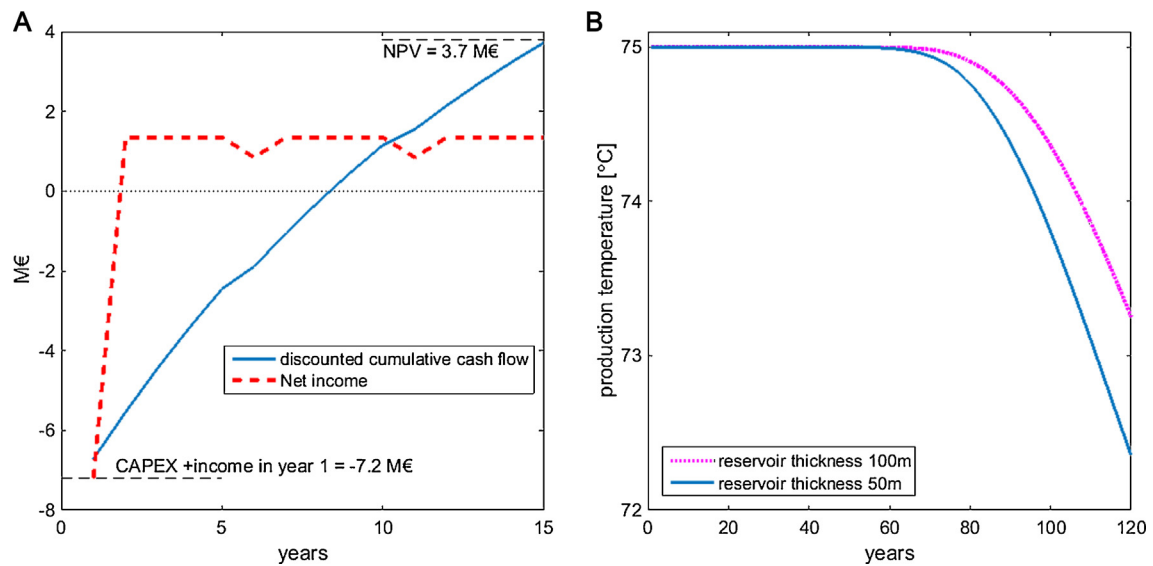 A
4
2
0
-2
-4
-6
-8
M€
NPV = 3.7 M€
discounted cumulative cash flow
Net income
CAPEX +income in year 1 = -7.2 M€
0 5 10 15
years
B
75
74
73
72
production temperature [°C]
reservoir thickness 100m
reservoir thickness 50m
0 20 40 60 80 100 120
years